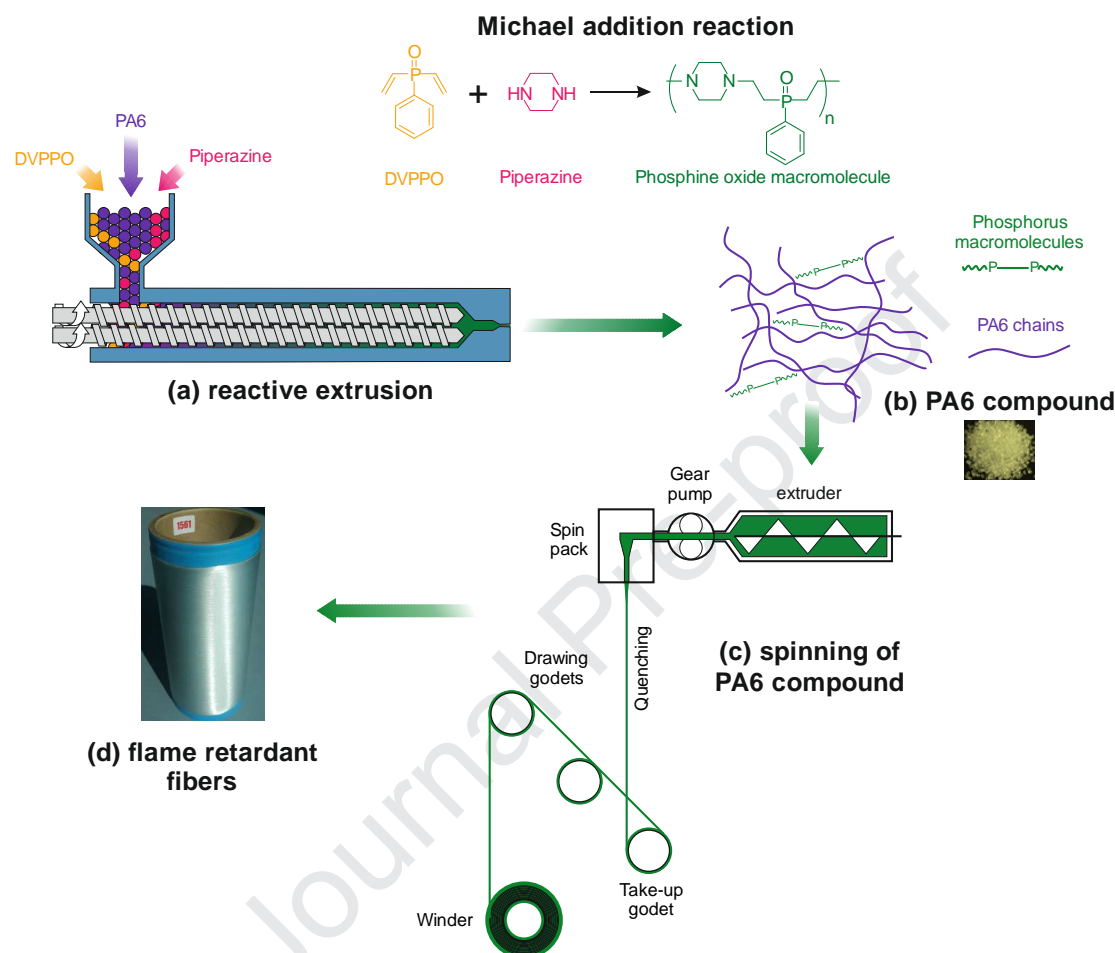 Michael addition reaction
O
P
+
HN
NH
N
N
O
P
n
DVPPO
Piperazine
Phosphine oxide macromolecule
PA6
DVPPO
Piperazine
(a) reactive extrusion
P
P
P
P
P
P
Phosphorus
macromolecules
P
P
PA6 chains
(b) PA6 compound
Gear
pump
extruder
Spin
pack
Quenching
(c) spinning of
PA6 compound
1561
(d) flame retardant
fibers
Drawing
godets
Take-up
godet
Winder
Journal Pre-proof